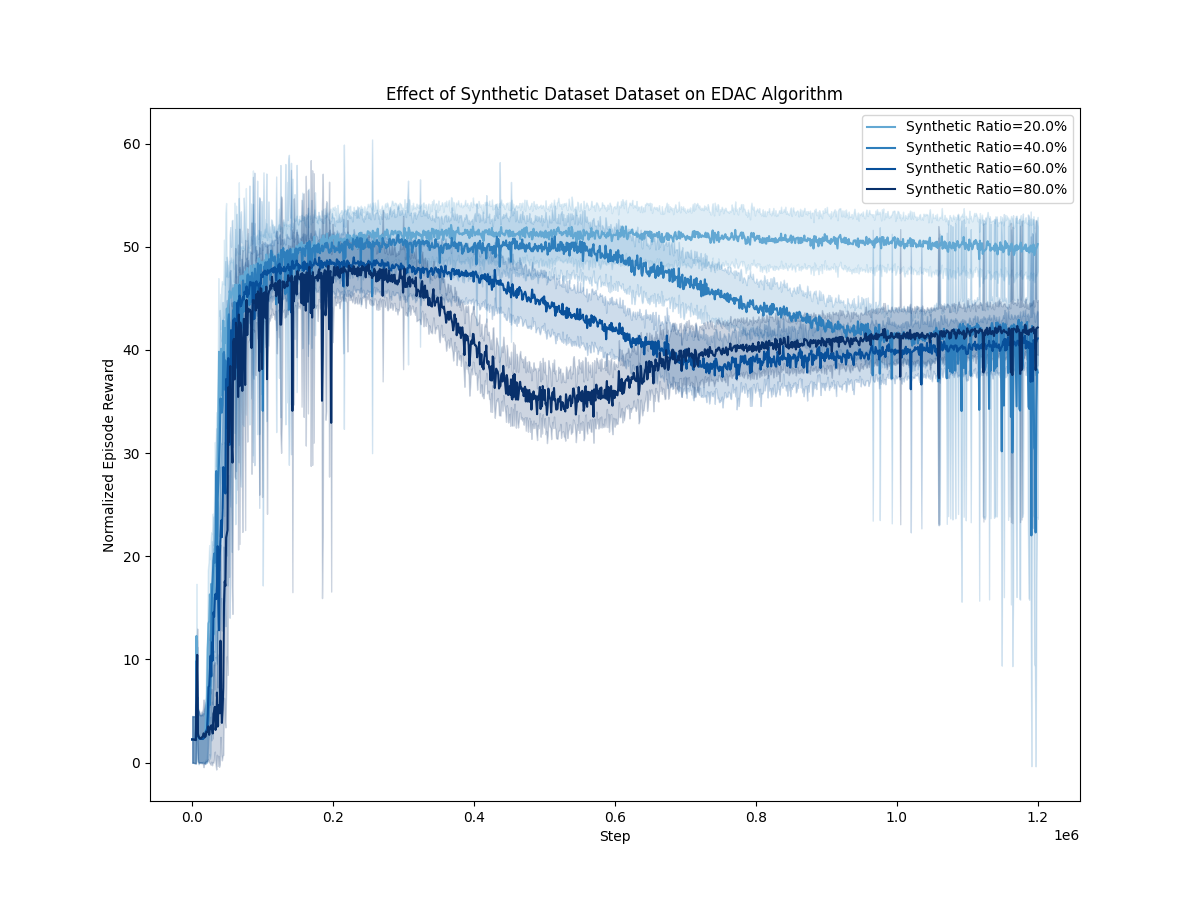 Effect of Synthetic Dataset Dataset on EDAC Algorithm
Synthetic Ratio=20.0%
Synthetic Ratio=40.0%
Synthetic Ratio=60.0%
Synthetic Ratio=80.0%
Normalized Episode Reward
60
50
40
30
20
10
0
0.0 0.2 0.4 0.6 0.8 1.0 1.2
1e6
Step